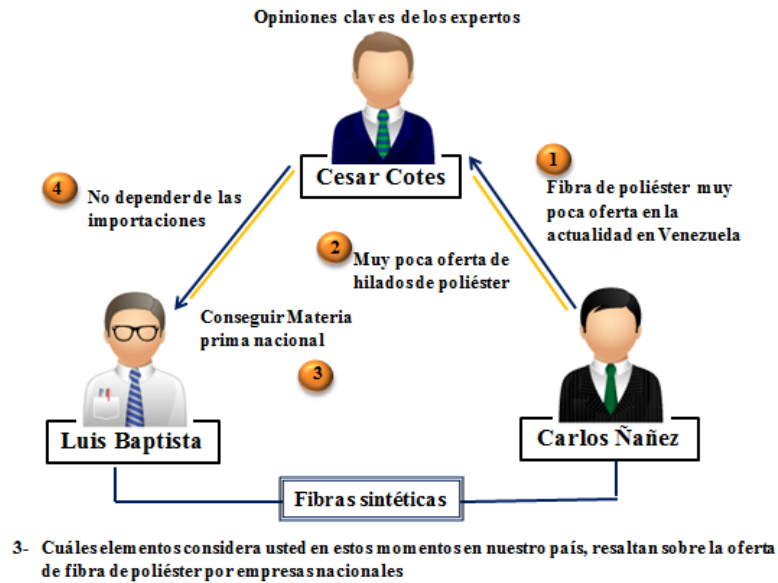 Opiniones claves de los expertos
Cesar Cotes
1
Fibra de poliéster muy
poca oferta en la
actualidad en Venezuela
4
No depender de las
importaciones
2
Muy poca oferta de
hilados de poliéster
Conseguir Materia
prima nacional
3
Luis Baptista
Carlos Ñañez
Fibras sintéticas
3- Cuáles elementos considera usted en estos momentos en nuestro país, resaltan sobre la oferta
de fibra de poliéster por empresas nacionales